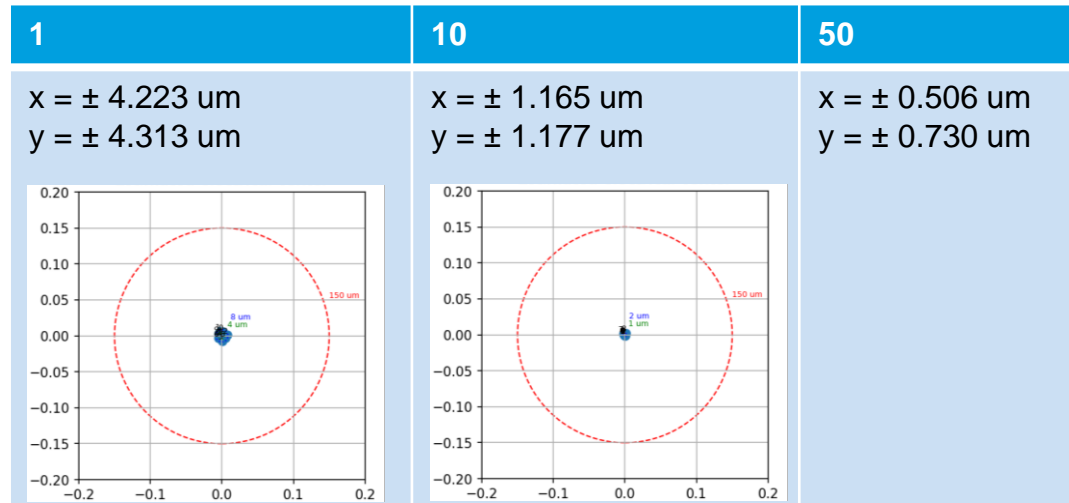 1
10
50
x = ± 4.223 um
y = ± 4.313 um
x = ± 1.165 um
y = ± 1.177 um
x = ± 0.506 um
y = ± 0.730 um
0.20
0.15
0.10
0.05
0.00
−0.05
−0.10
−0.15
−0.20
−0.2
−0.1
0.0
0.1
0.2
150 um
8 um
4 um
0.20
0.15
0.10
0.05
0.00
−0.05
−0.10
−0.15
−0.20
−0.2
−0.1
0.0
0.1
0.2
150 um
2 um
1 um